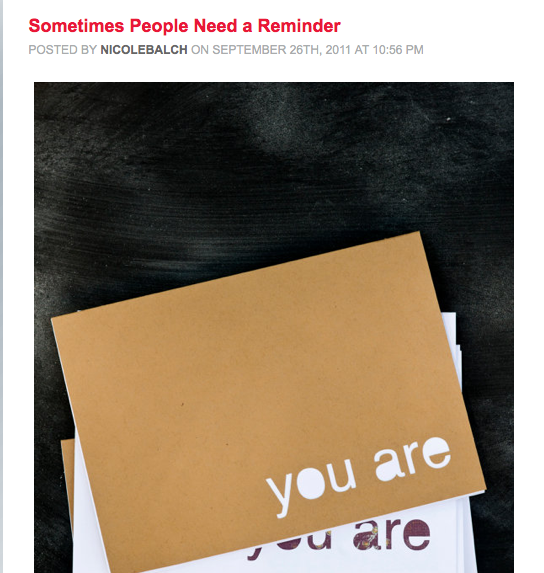 Sometimes People Need a Reminder
POSTED BY NICOLEBALCH ON SEPTEMBER 26TH, 2011 AT 10:56 PM
you are
you are